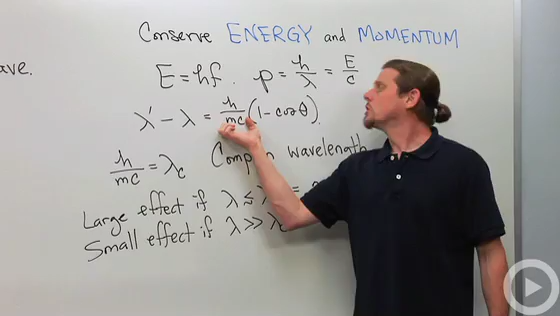 ave.
Conserve ENERGY and MOMENTUM
E = hf . p = h/λ = E/c
λ' - λ = h/mc (1 - cos θ)
h/mc = λc Compton wavelength
Large effect if λ ≲ λ =
Small effect if λ >> λc